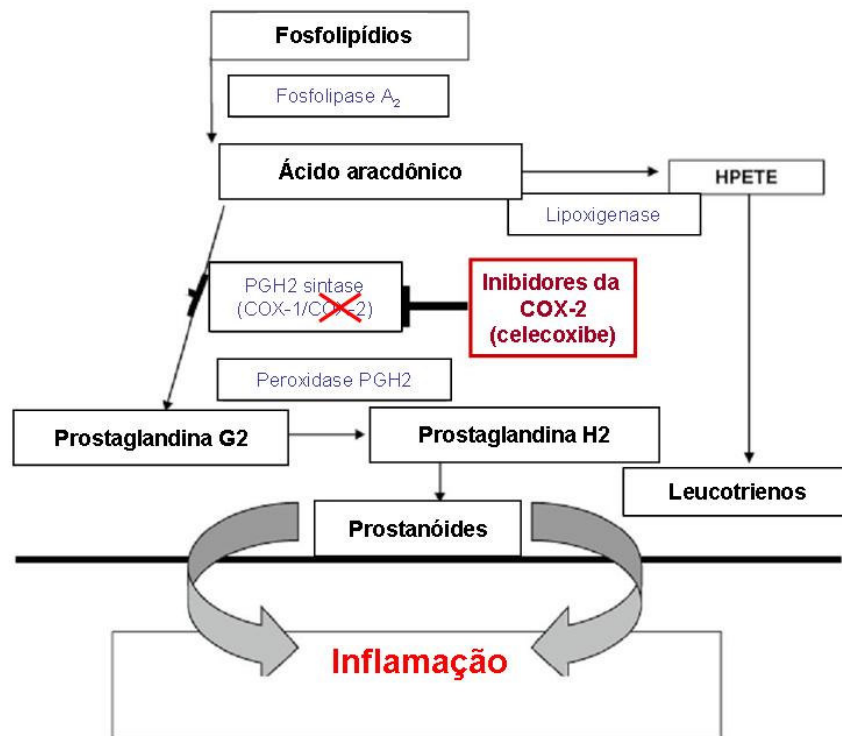 Fosfolipídios
Fosfolipase A₂
Ácido aracdônico
HPETE
Lipoxigenase
PGH2 sintase
(COX-1/COX-2)
Inibidores da
COX-2
(celecoxibe)
Peroxidase PGH2
Prostaglandina G2
Prostaglandina H2
Leucotrienos
Prostanóides
Inflamação